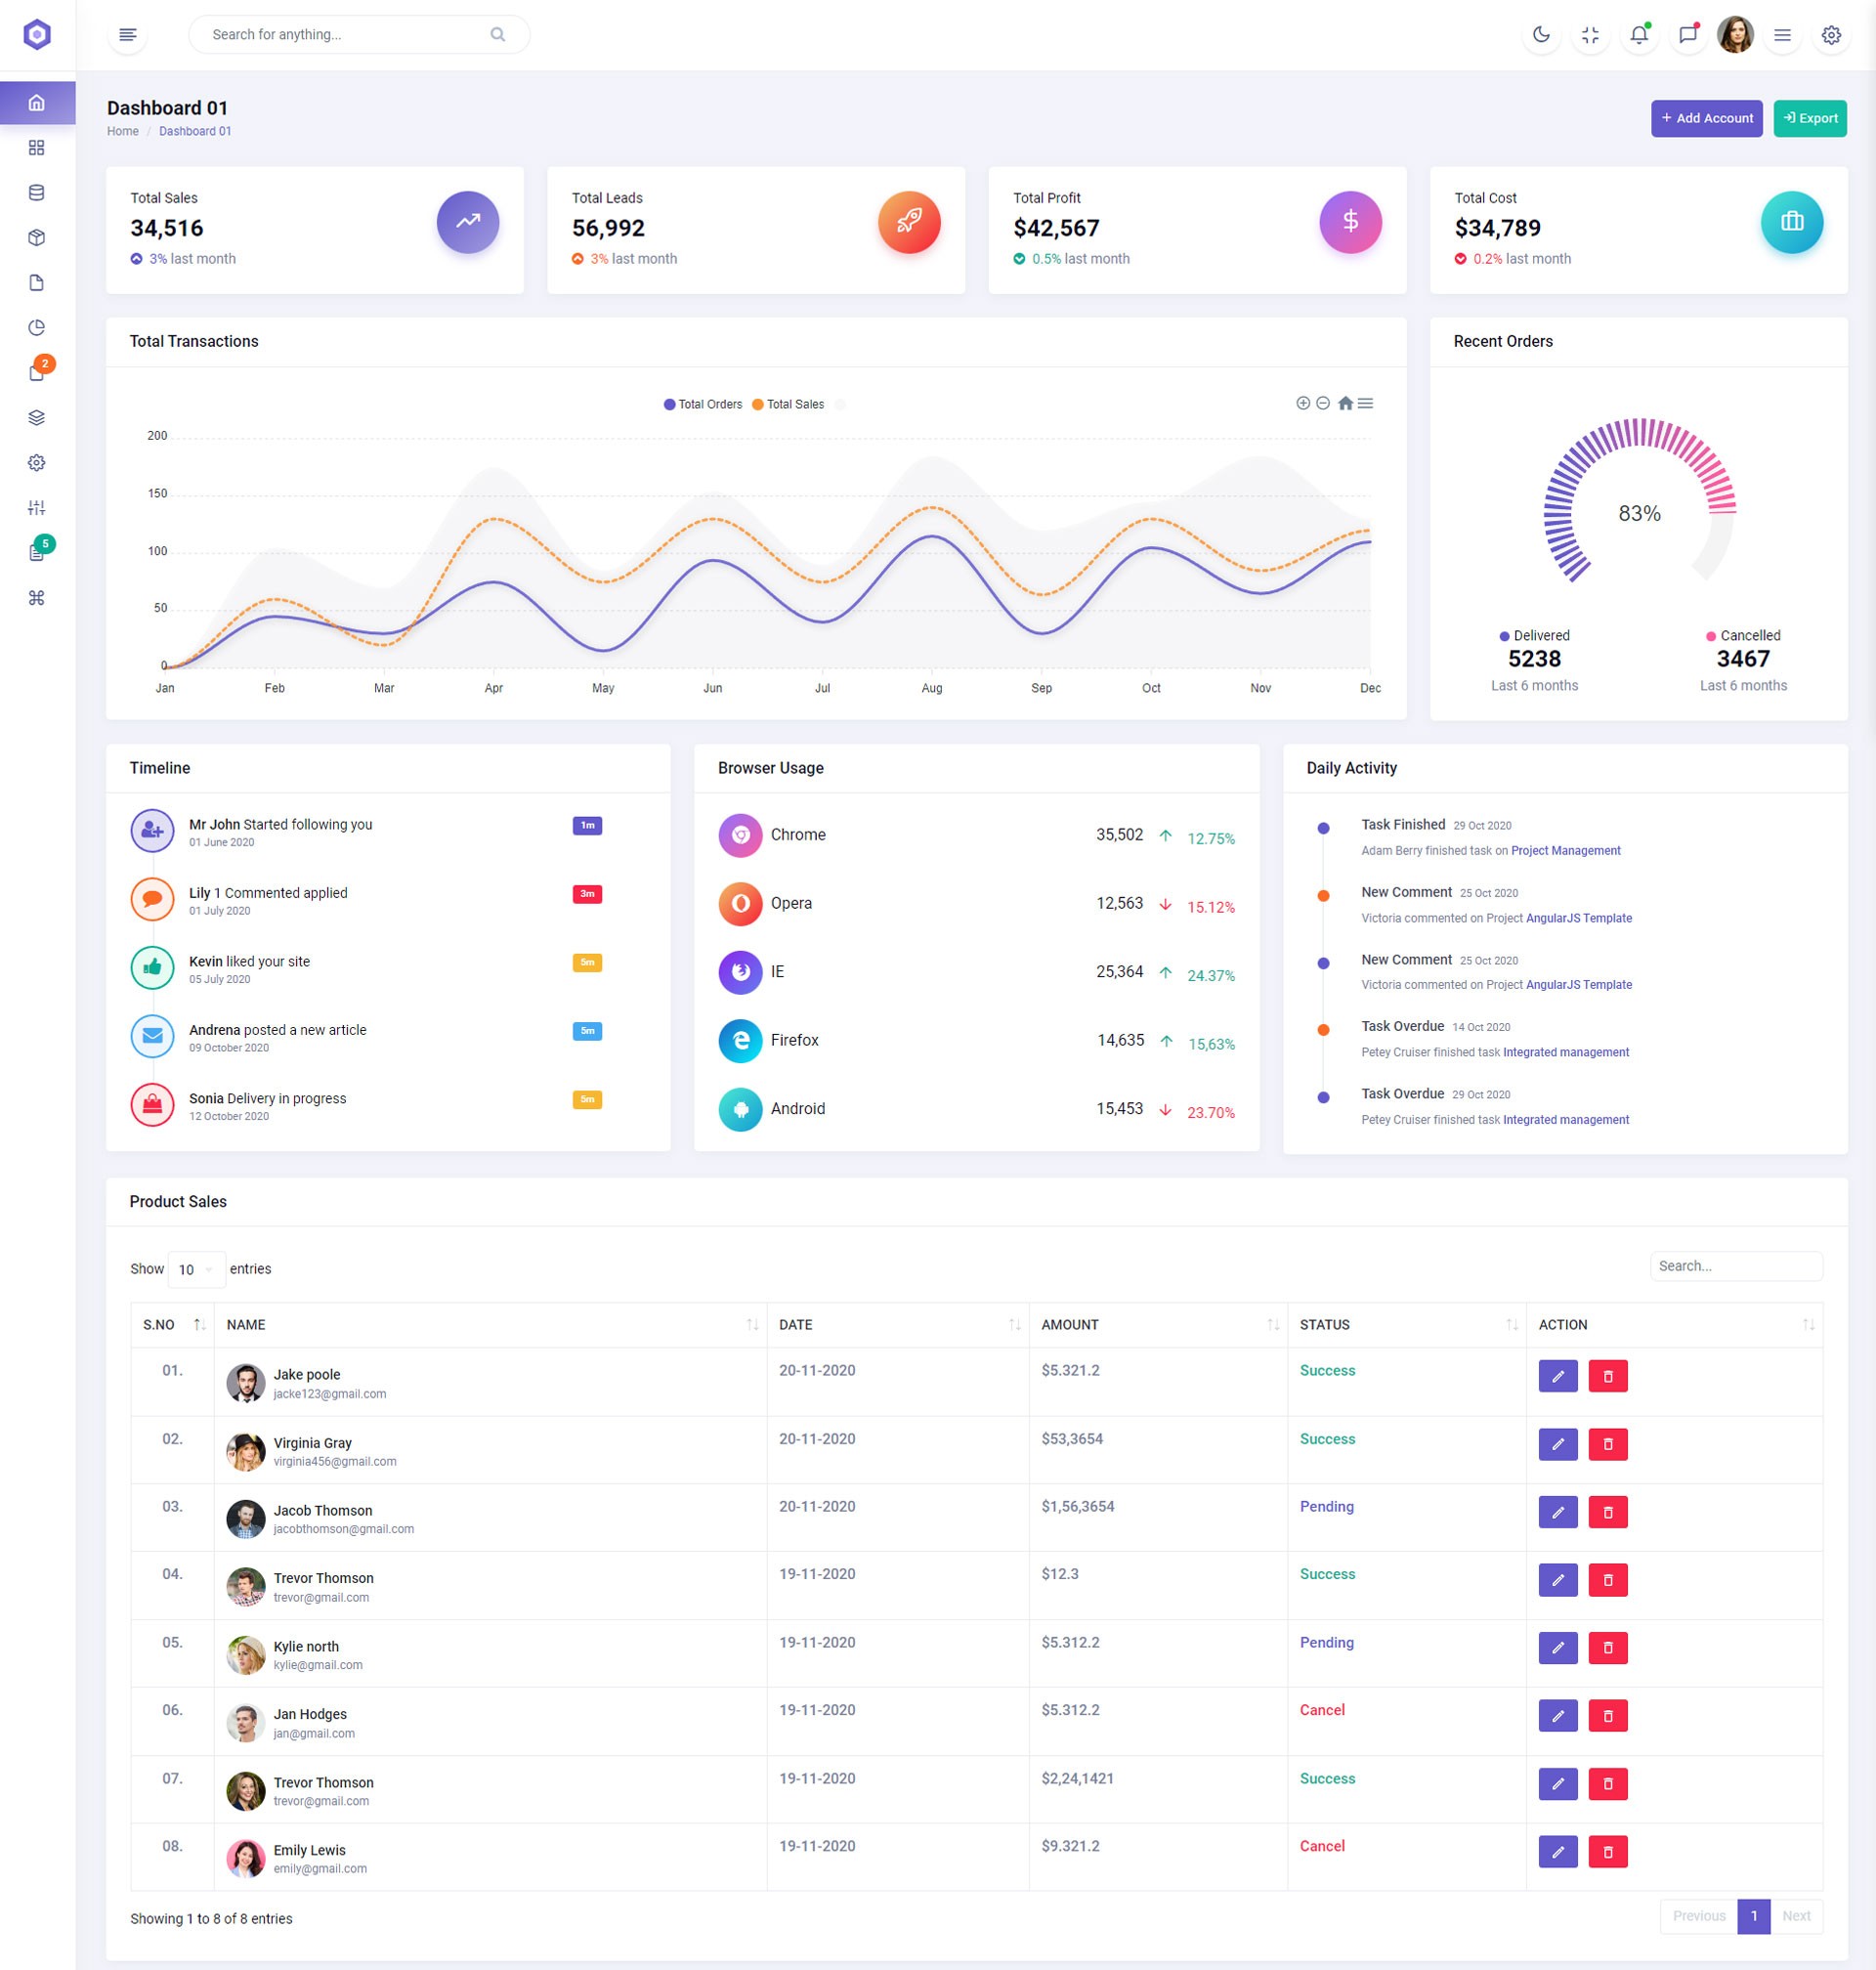 Search for anything...
Dashboard 01
Home / Dashboard 01
+ Add Account
Export
Total Sales
34,516
3% last month
Total Leads
56,992
3% last month
Total Profit
$42,567
0.5% last month
Total Cost
$34,789
0.2% last month
2
5
Total Transactions
Total Orders Total Sales
200
150
100
50
0
Jan Feb Mar Apr May Jun Jul Aug Sep Oct Nov Dec
Recent Orders
83%
Delivered
5238
Last 6 months
Cancelled
3467
Last 6 months
Timeline
Mr John Started following you 1m
01 June 2020
Lily 1 Commented applied 3m
01 July 2020
Kevin liked your site 5m
05 July 2020
Andrena posted a new article 5m
09 October 2020
Sonia Delivery in progress 5m
12 October 2020
Browser Usage
Chrome 35,502 12.75%
Opera 12,563 15.12%
IE 25,364 24.37%
Firefox 14,635 15,63%
Android 15,453 23.70%
Daily Activity
Task Finished 29 Oct 2020
Adam Berry finished task on Project Management
New Comment 25 Oct 2020
Victoria commented on Project AngularJS Template
New Comment 25 Oct 2020
Victoria commented on Project AngularJS Template
Task Overdue 14 Oct 2020
Petey Cruiser finished task Integrated management
Task Overdue 29 Oct 2020
Petey Cruiser finished task Integrated management
Product Sales
Show 10 entries
Search...
S.NO NAME DATE AMOUNT STATUS ACTION
01. Jake poole 20-11-2020 $5.321.2 Success
jacke123@gmail.com
02. Virginia Gray 20-11-2020 $53,3654 Success
virginia456@gmail.com
03. Jacob Thomson 20-11-2020 $1,56,3654 Pending
jacobthomson@gmail.com
04. Trevor Thomson 19-11-2020 $12.3 Success
trevor@gmail.com
05. Kylie north 19-11-2020 $5.312.2 Pending
kylie@gmail.com
06. Jan Hodges 19-11-2020 $5.312.2 Cancel
jan@gmail.com
07. Trevor Thomson 19-11-2020 $2,24,1421 Success
trevor@gmail.com
08. Emily Lewis 19-11-2020 $9.321.2 Cancel
emily@gmail.com
Showing 1 to 8 of 8 entries
Previous 1 Next